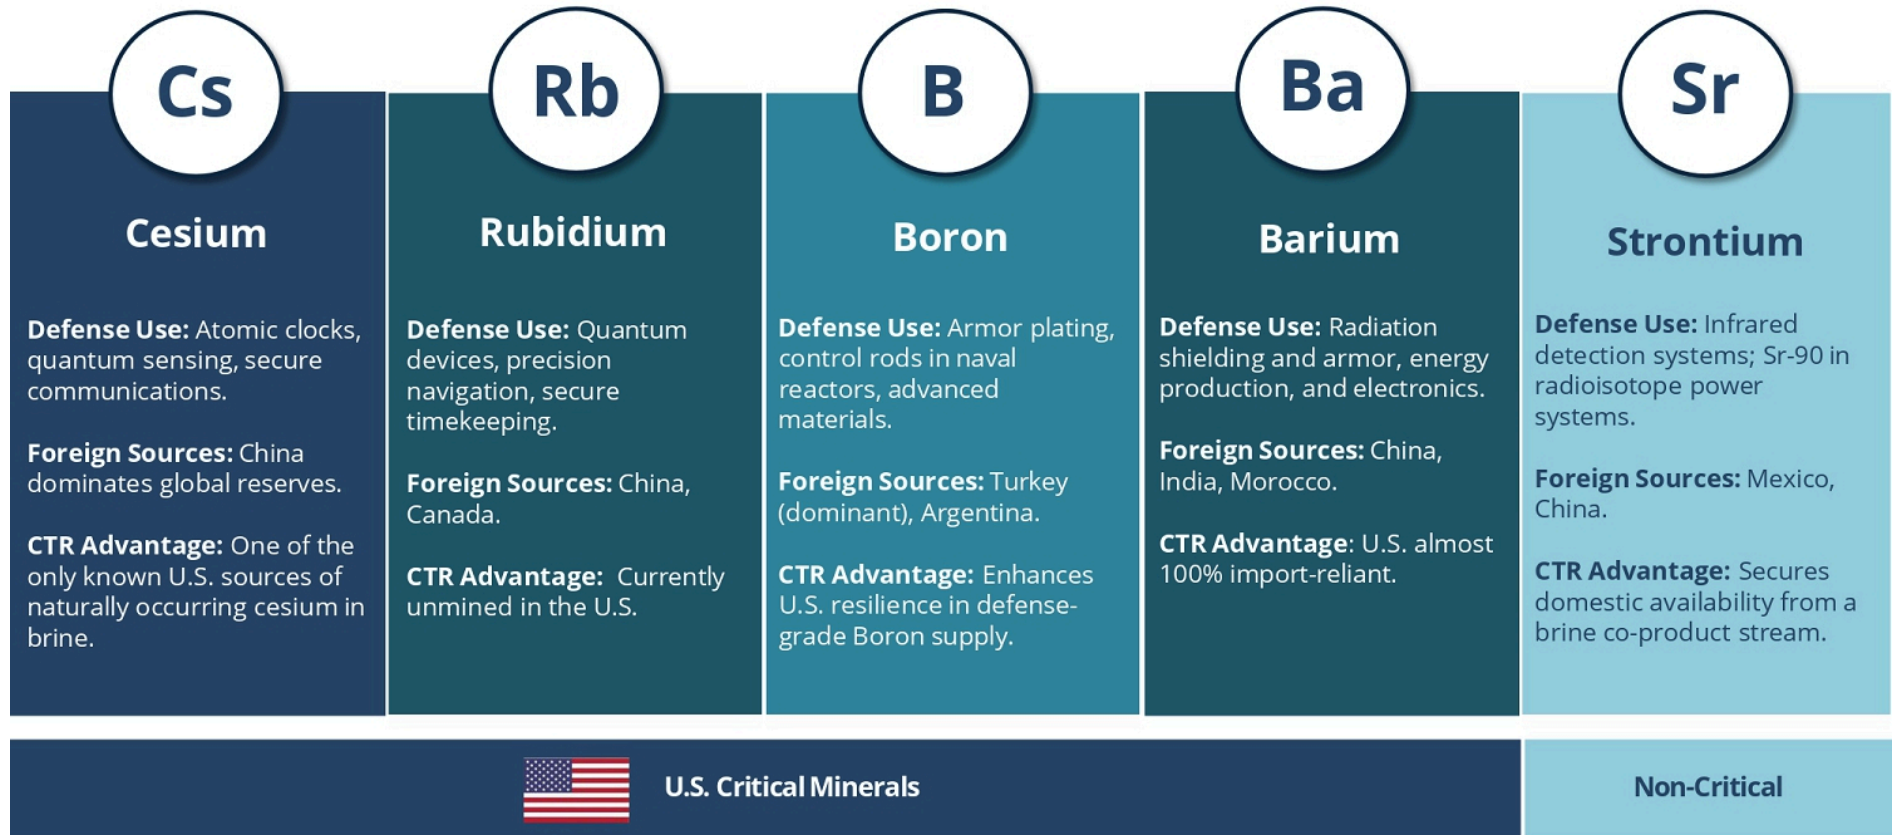 Cs
Cesium
Defense Use: Atomic clocks,
quantum sensing, secure
communications.
Foreign Sources: China
dominates global reserves.
CTR Advantage: One of the
only known U.S. sources of
naturally occurring cesium in
brine.
Rb
Rubidium
Defense Use: Quantum
devices, precision
navigation, secure
timekeeping.
Foreign Sources: China,
Canada.
CTR Advantage: Currently
unmined in the U.S.
B
Boron
Defense Use: Armor plating,
control rods in naval
reactors, advanced
materials.
Foreign Sources: Turkey
(dominant), Argentina.
CTR Advantage: Enhances
U.S. resilience in defense-
grade Boron supply.
Ba
Barium
Defense Use: Radiation
shielding and armor, energy
production, and electronics.
Foreign Sources: China,
India, Morocco.
CTR Advantage: U.S. almost
100% import-reliant.
Sr
Strontium
Defense Use: Infrared
detection systems; Sr-90 in
radioisotope power
systems.
Foreign Sources: Mexico,
China.
CTR Advantage: Secures
domestic availability from a
brine co-product stream.
U.S. Critical Minerals
Non-Critical